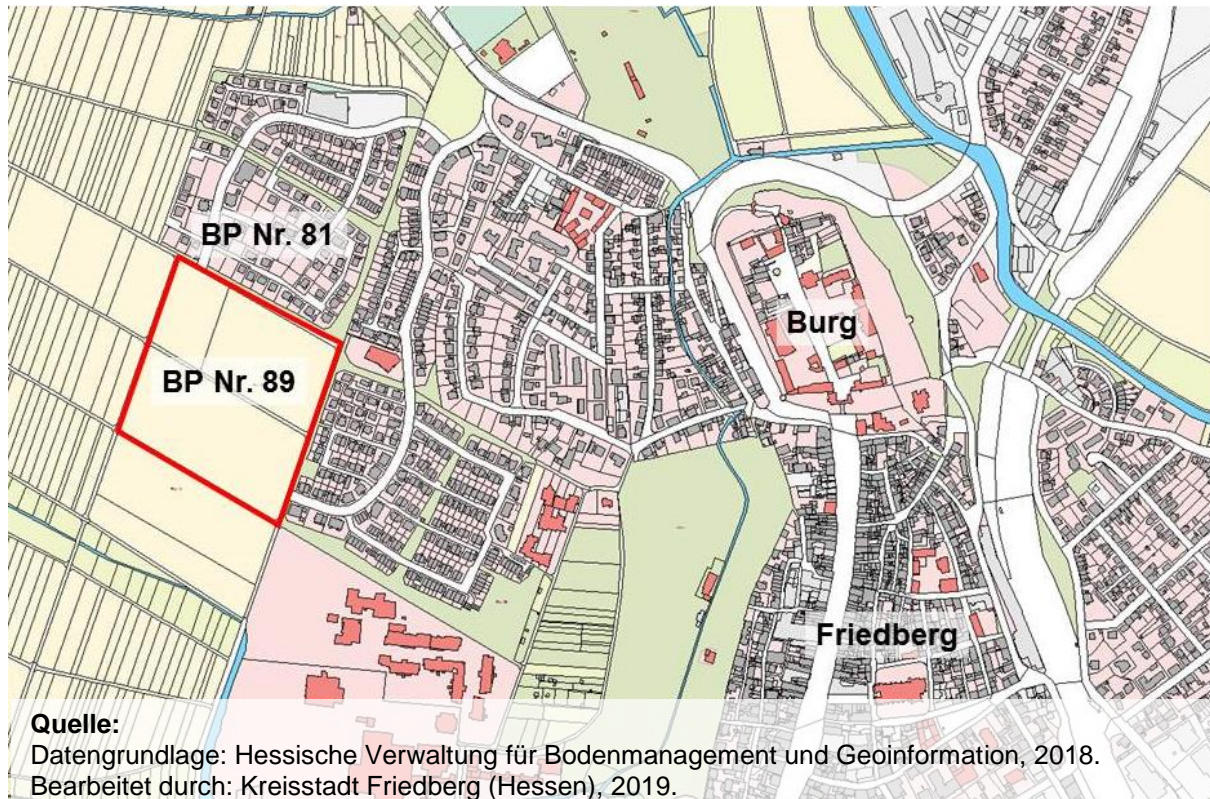 BP Nr. 81
BP Nr. 89
Burg
Friedberg
Quelle:
Datengrundlage: Hessische Verwaltung für Bodenmanagement und Geoinformation, 2018.
Bearbeitet durch: Kreisstadt Friedberg (Hessen), 2019.